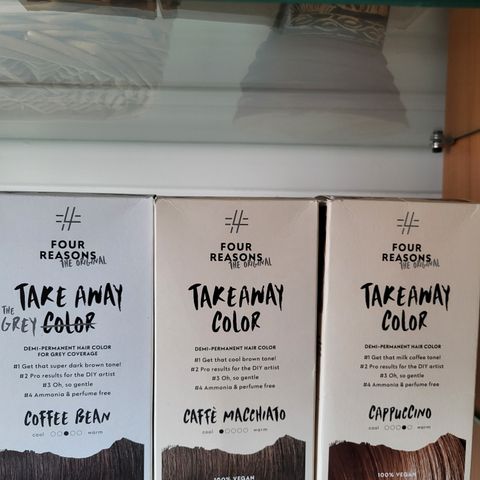 FOUR
REASONS
THE ORIGINAL
TAKE AWAY
THE
GREY COLOR
DEMI-PERMANENT HAIR COLOR
FOR GREY COVERAGE
#1 Get that super dark brown tone!
#2 Pro results for the DIY artist
#3 Oh, so gentle
#4 Ammonia & perfume free
COFFEE BEAN
cool warm
FOUR
REASONS
THE ORIGINAL
TAKEAWAY
COLOR
DEMI-PERMANENT HAIR COLOR
#1 Get that cool brown tone!
#2 Pro results for the DIY artist
#3 Oh, so gentle
#4 Ammonia & perfume free
CAFFÈ MACCHIATO
cool warm
100% VEGAN
FOUR
REASONS
THE ORIGINAL
TAKEAWAY
COLOR
DEMI-PERMANENT HAIR COLOR
#1 Get that milk coffee tone!
#2 Pro results for the DIY artist
#3 Oh, so gentle
#4 Ammonia & perfume free
CAPPUCCINO
cool warm
100% VEGAN